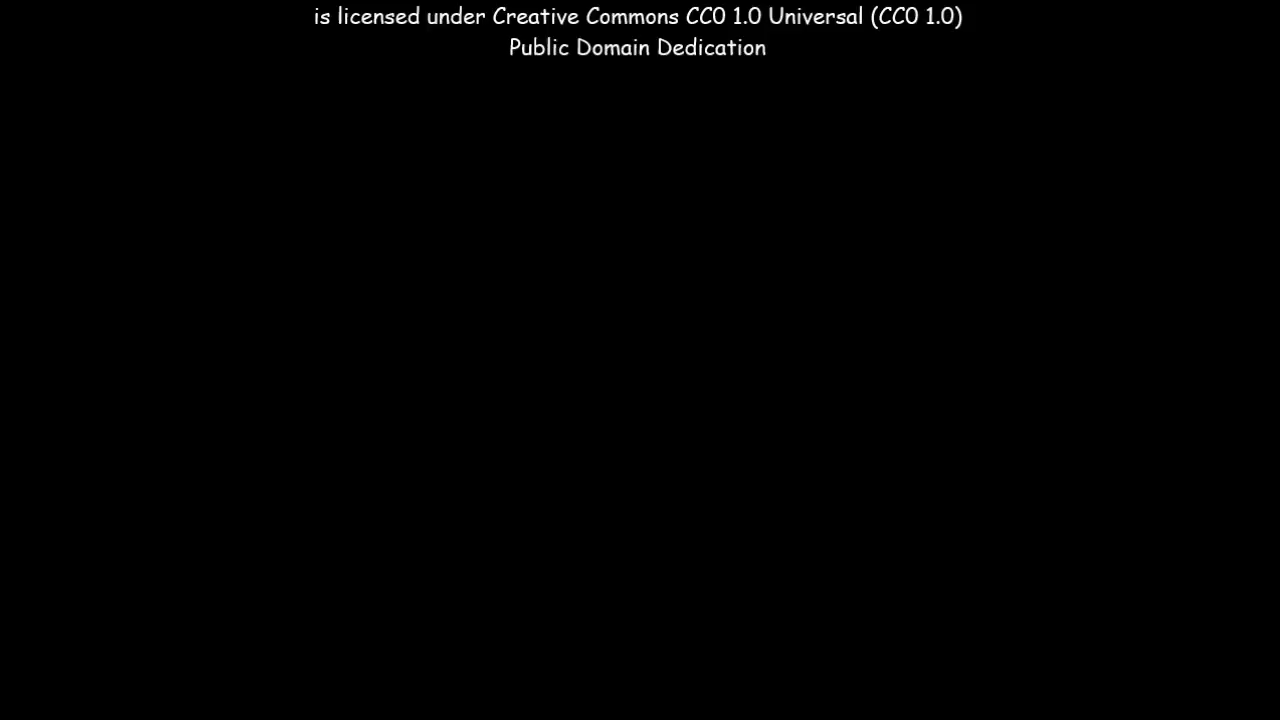 is licensed under Creative Commons CC0 1.0 Universal (CC0 1.0)
Public Domain Dedication